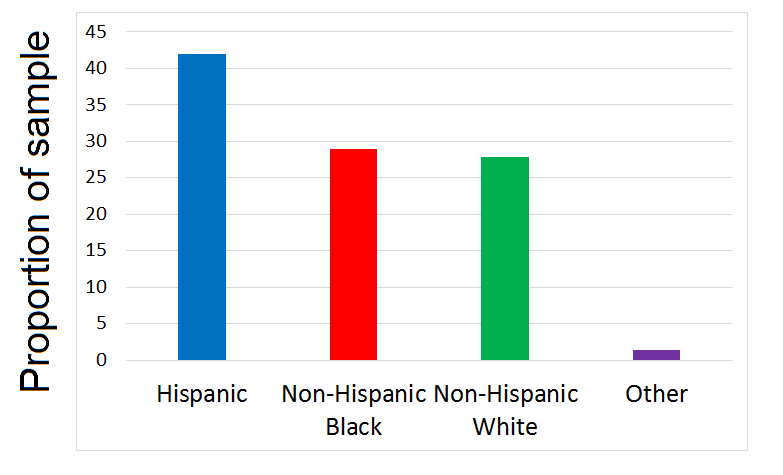 Proportion of sample
45
40
35
30
25
20
15
10
5
0
Hispanic
Non-Hispanic
Black
Non-Hispanic
White
Other